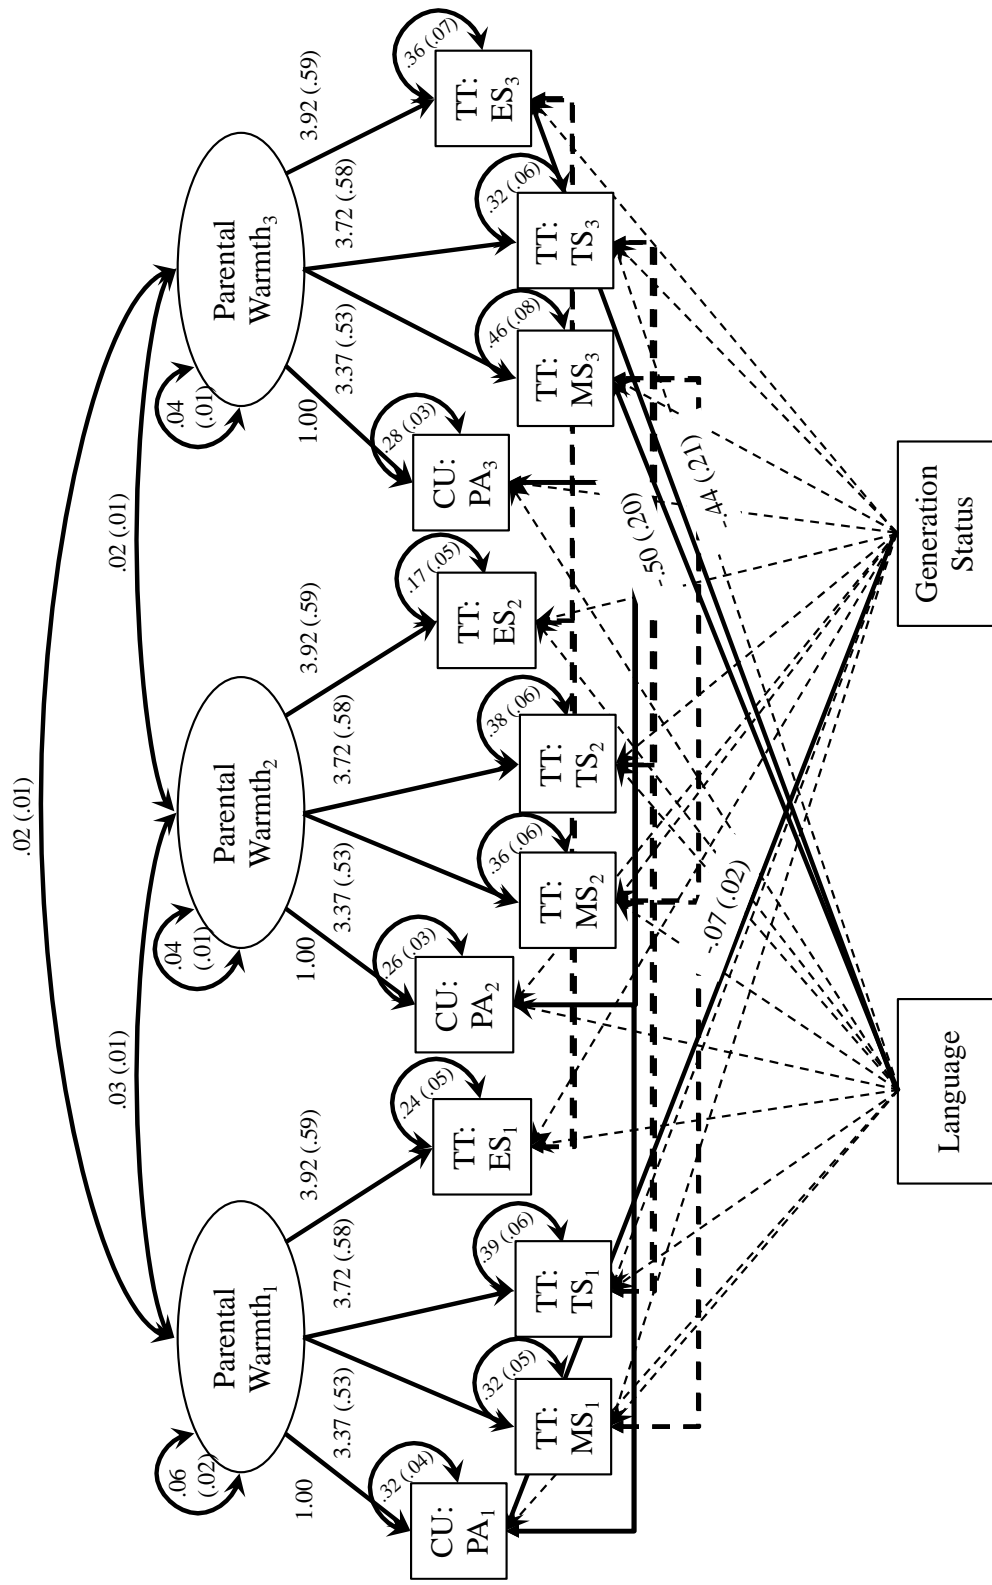 .02 (.01)
.03 (.01)
.02 (.01)
.06
(.02)
.04
(.01)
.04
(.01)
Parental
Warmth1
Parental
Warmth2
Parental
Warmth3
1.00
3.37 (.53)
3.72 (.58)
3.92 (.59)
1.00
3.37 (.53)
3.72 (.58)
3.92 (.59)
1.00
3.37 (.53)
3.72 (.58)
3.92 (.59)
.32 (.04)
.32 (.05)
.39 (.06)
.24 (.05)
.26 (.03)
.36 (.06)
.38 (.06)
.17 (.05)
.28 (.03)
.46 (.08)
.32 (.06)
.36 (.07)
CU:
PA1
TT:
MS1
TT:
TS1
TT:
ES1
CU:
PA2
TT:
MS2
TT:
TS2
TT:
ES2
CU:
PA3
TT:
MS3
TT:
TS3
TT:
ES3
-.07 (.02)
-.50 (.20)
.44 (.21)
Language
Generation
Status